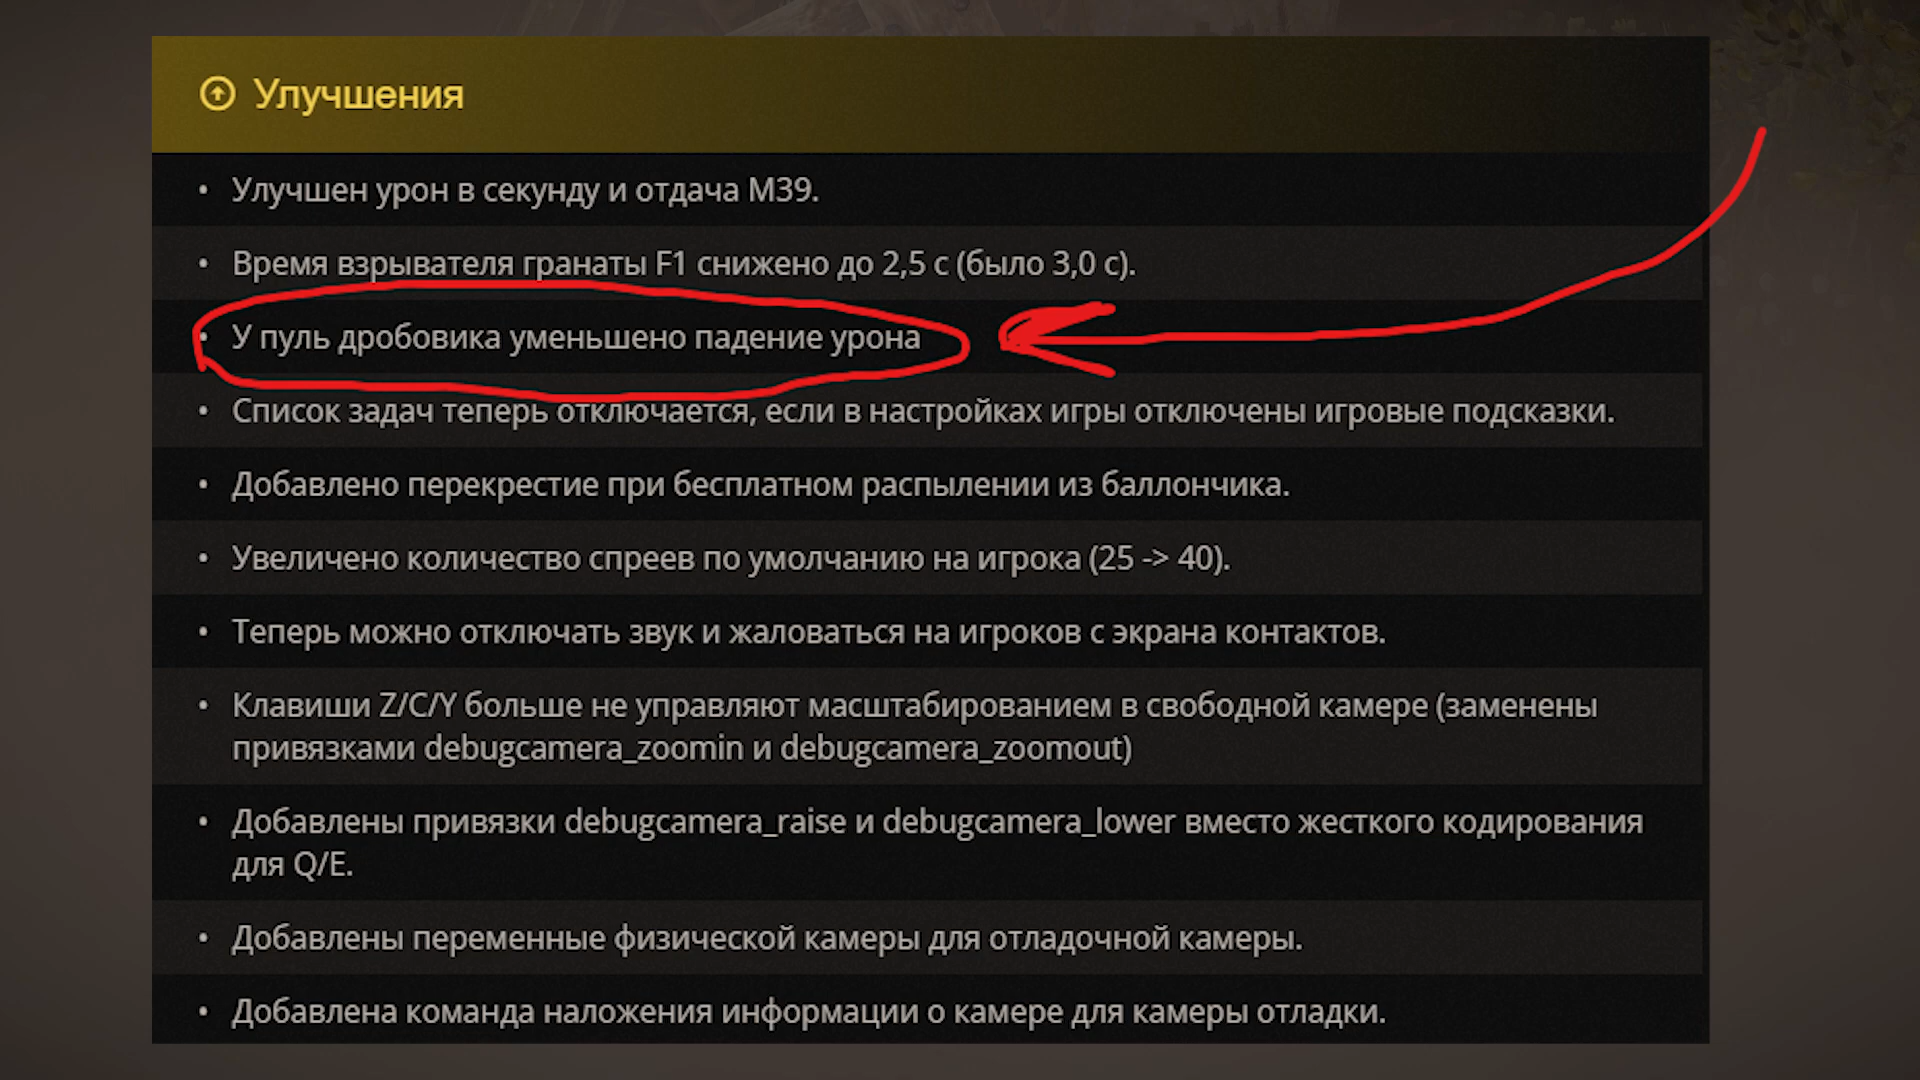 Улучшения
• Улучшен урон в секунду и отдача M39.
• Время взрывателя гранаты F1 снижено до 2,5 с (было 3,0 с).
• У пуль дробовика уменьшено падение урона
• Список задач теперь отключается, если в настройках игры отключены игровые подсказки.
• Добавлено перекрестие при бесплатном распылении из баллончика.
• Увеличено количество спреев по умолчанию на игрока (25 -> 40).
• Теперь можно отключать звук и жаловаться на игроков с экрана контактов.
• Клавиши Z/C/Y больше не управляют масштабированием в свободной камере (заменены
привязками debugcamera_zoomin и debugcamera_zoomout)
• Добавлены привязки debugcamera_raise и debugcamera_lower вместо жесткого кодирования
для Q/E.
• Добавлены переменные физической камеры для отладочной камеры.
• Добавлена команда наложения информации о камере для камеры отладки.